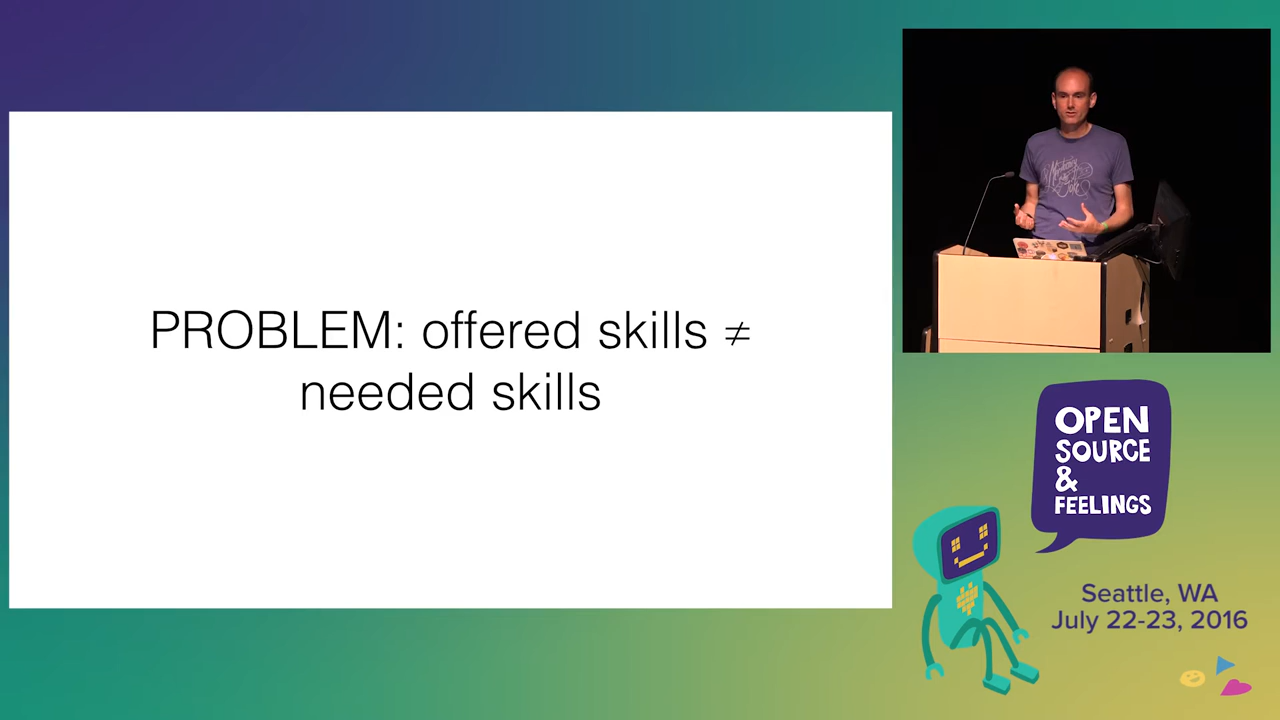 PROBLEM: offered skills ≠
needed skills
OPEN
SOURCE
&
FEELINGS
Seattle, WA
July 22-23, 2016